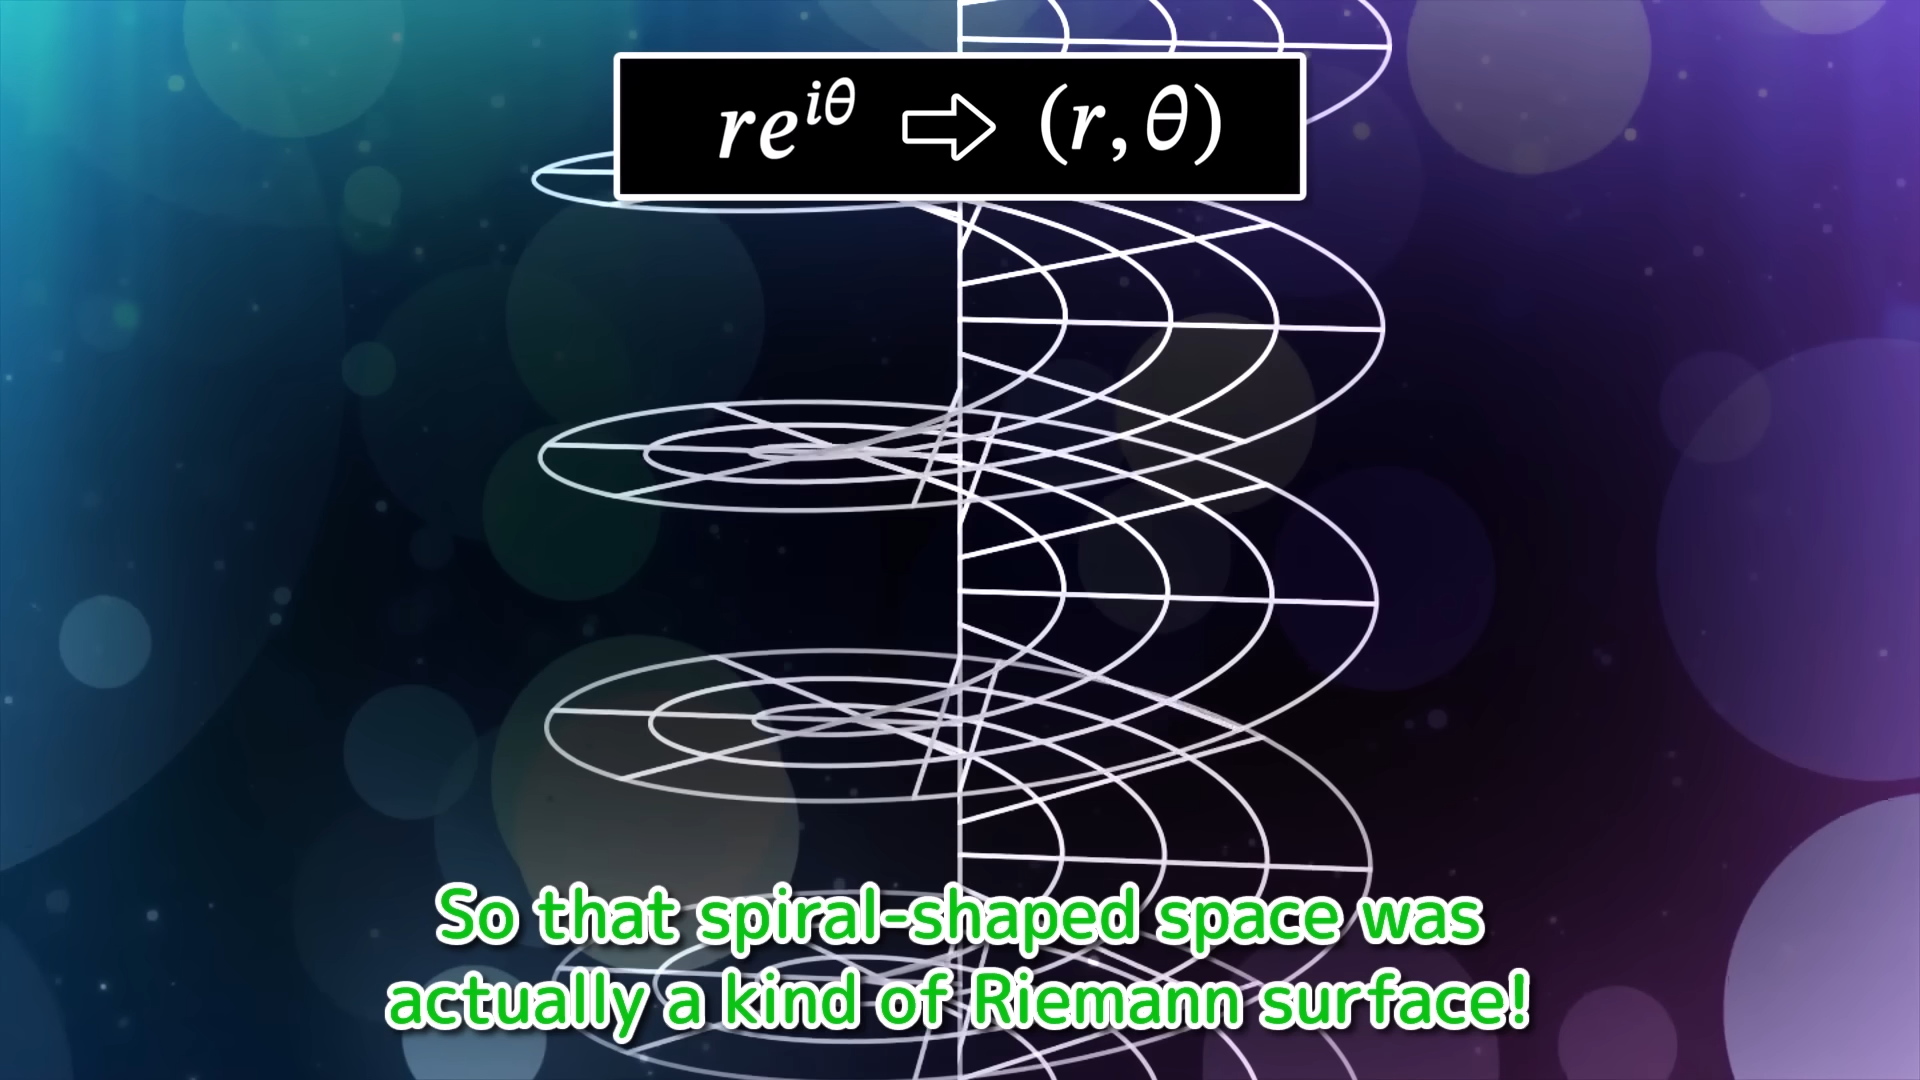 re^{iθ} ⇨ (r, θ)
So that spiral-shaped space was
actually a kind of Riemann surface!